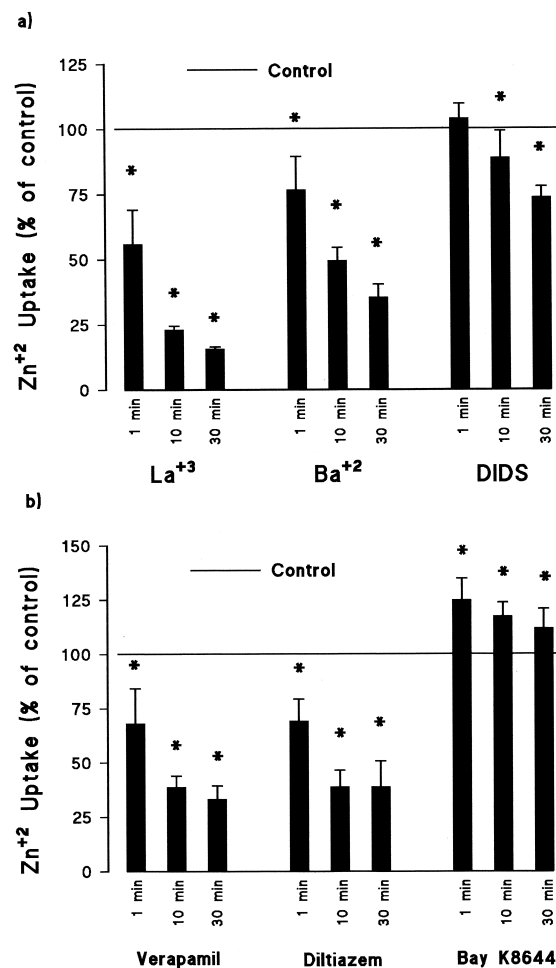 a)
125
100
75
50
25
0
Zn+2 Uptake (% of control)
Control
* * * * * * * *
1 min 10 min 30 min 1 min 10 min 30 min 1 min 10 min 30 min
La+3 Ba+2 DIDS
b)
150
125
100
75
50
25
0
Zn+2 Uptake (% of control)
Control
* * * * * * * * *
1 min 10 min 30 min 1 min 10 min 30 min 1 min 10 min 30 min
Verapamil Diltiazem Bay K8644